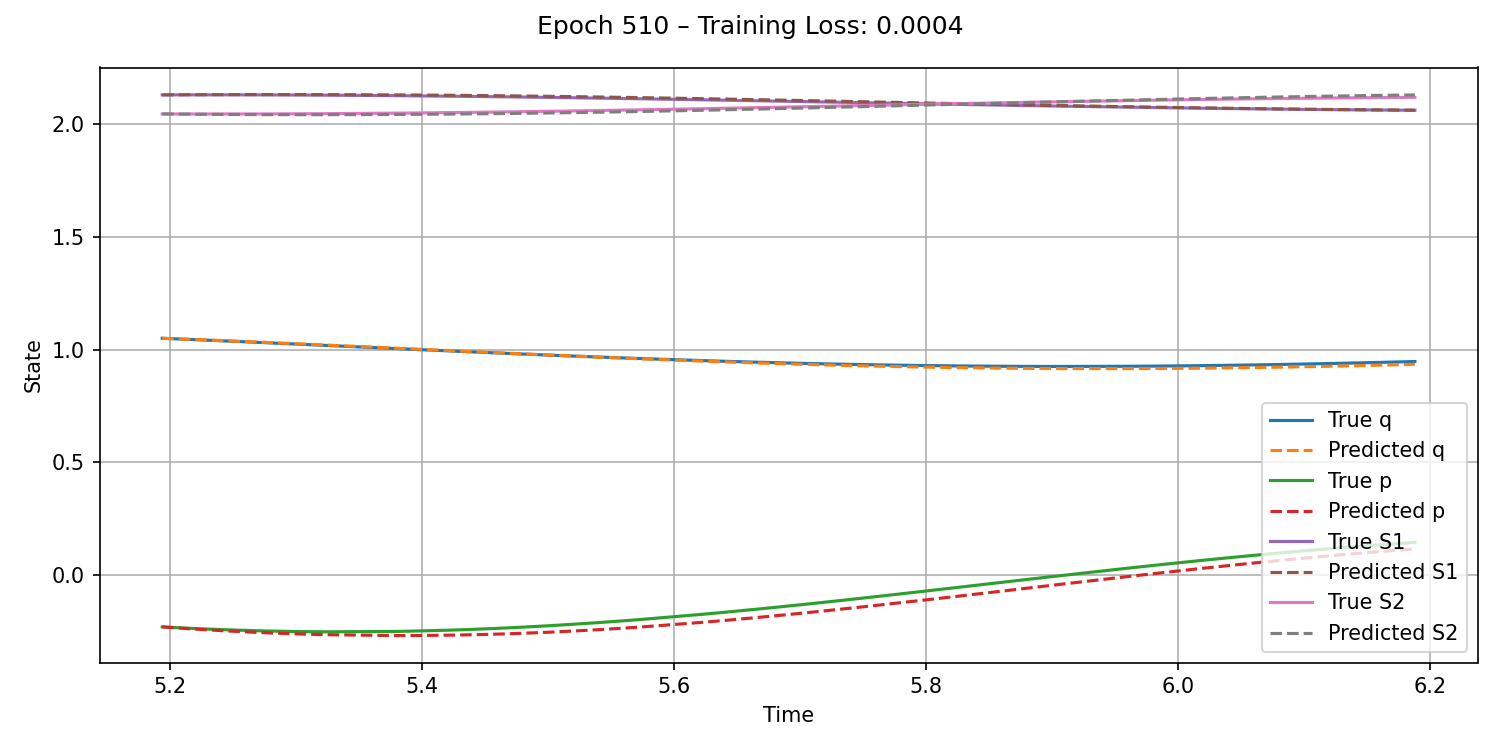 Epoch 510 – Training Loss: 0.0004
State
2.0
1.5
1.0
0.5
0.0
True q
Predicted q
True p
Predicted p
True S1
Predicted S1
True S2
Predicted S2
5.2 5.4 5.6 5.8 6.0 6.2
Time